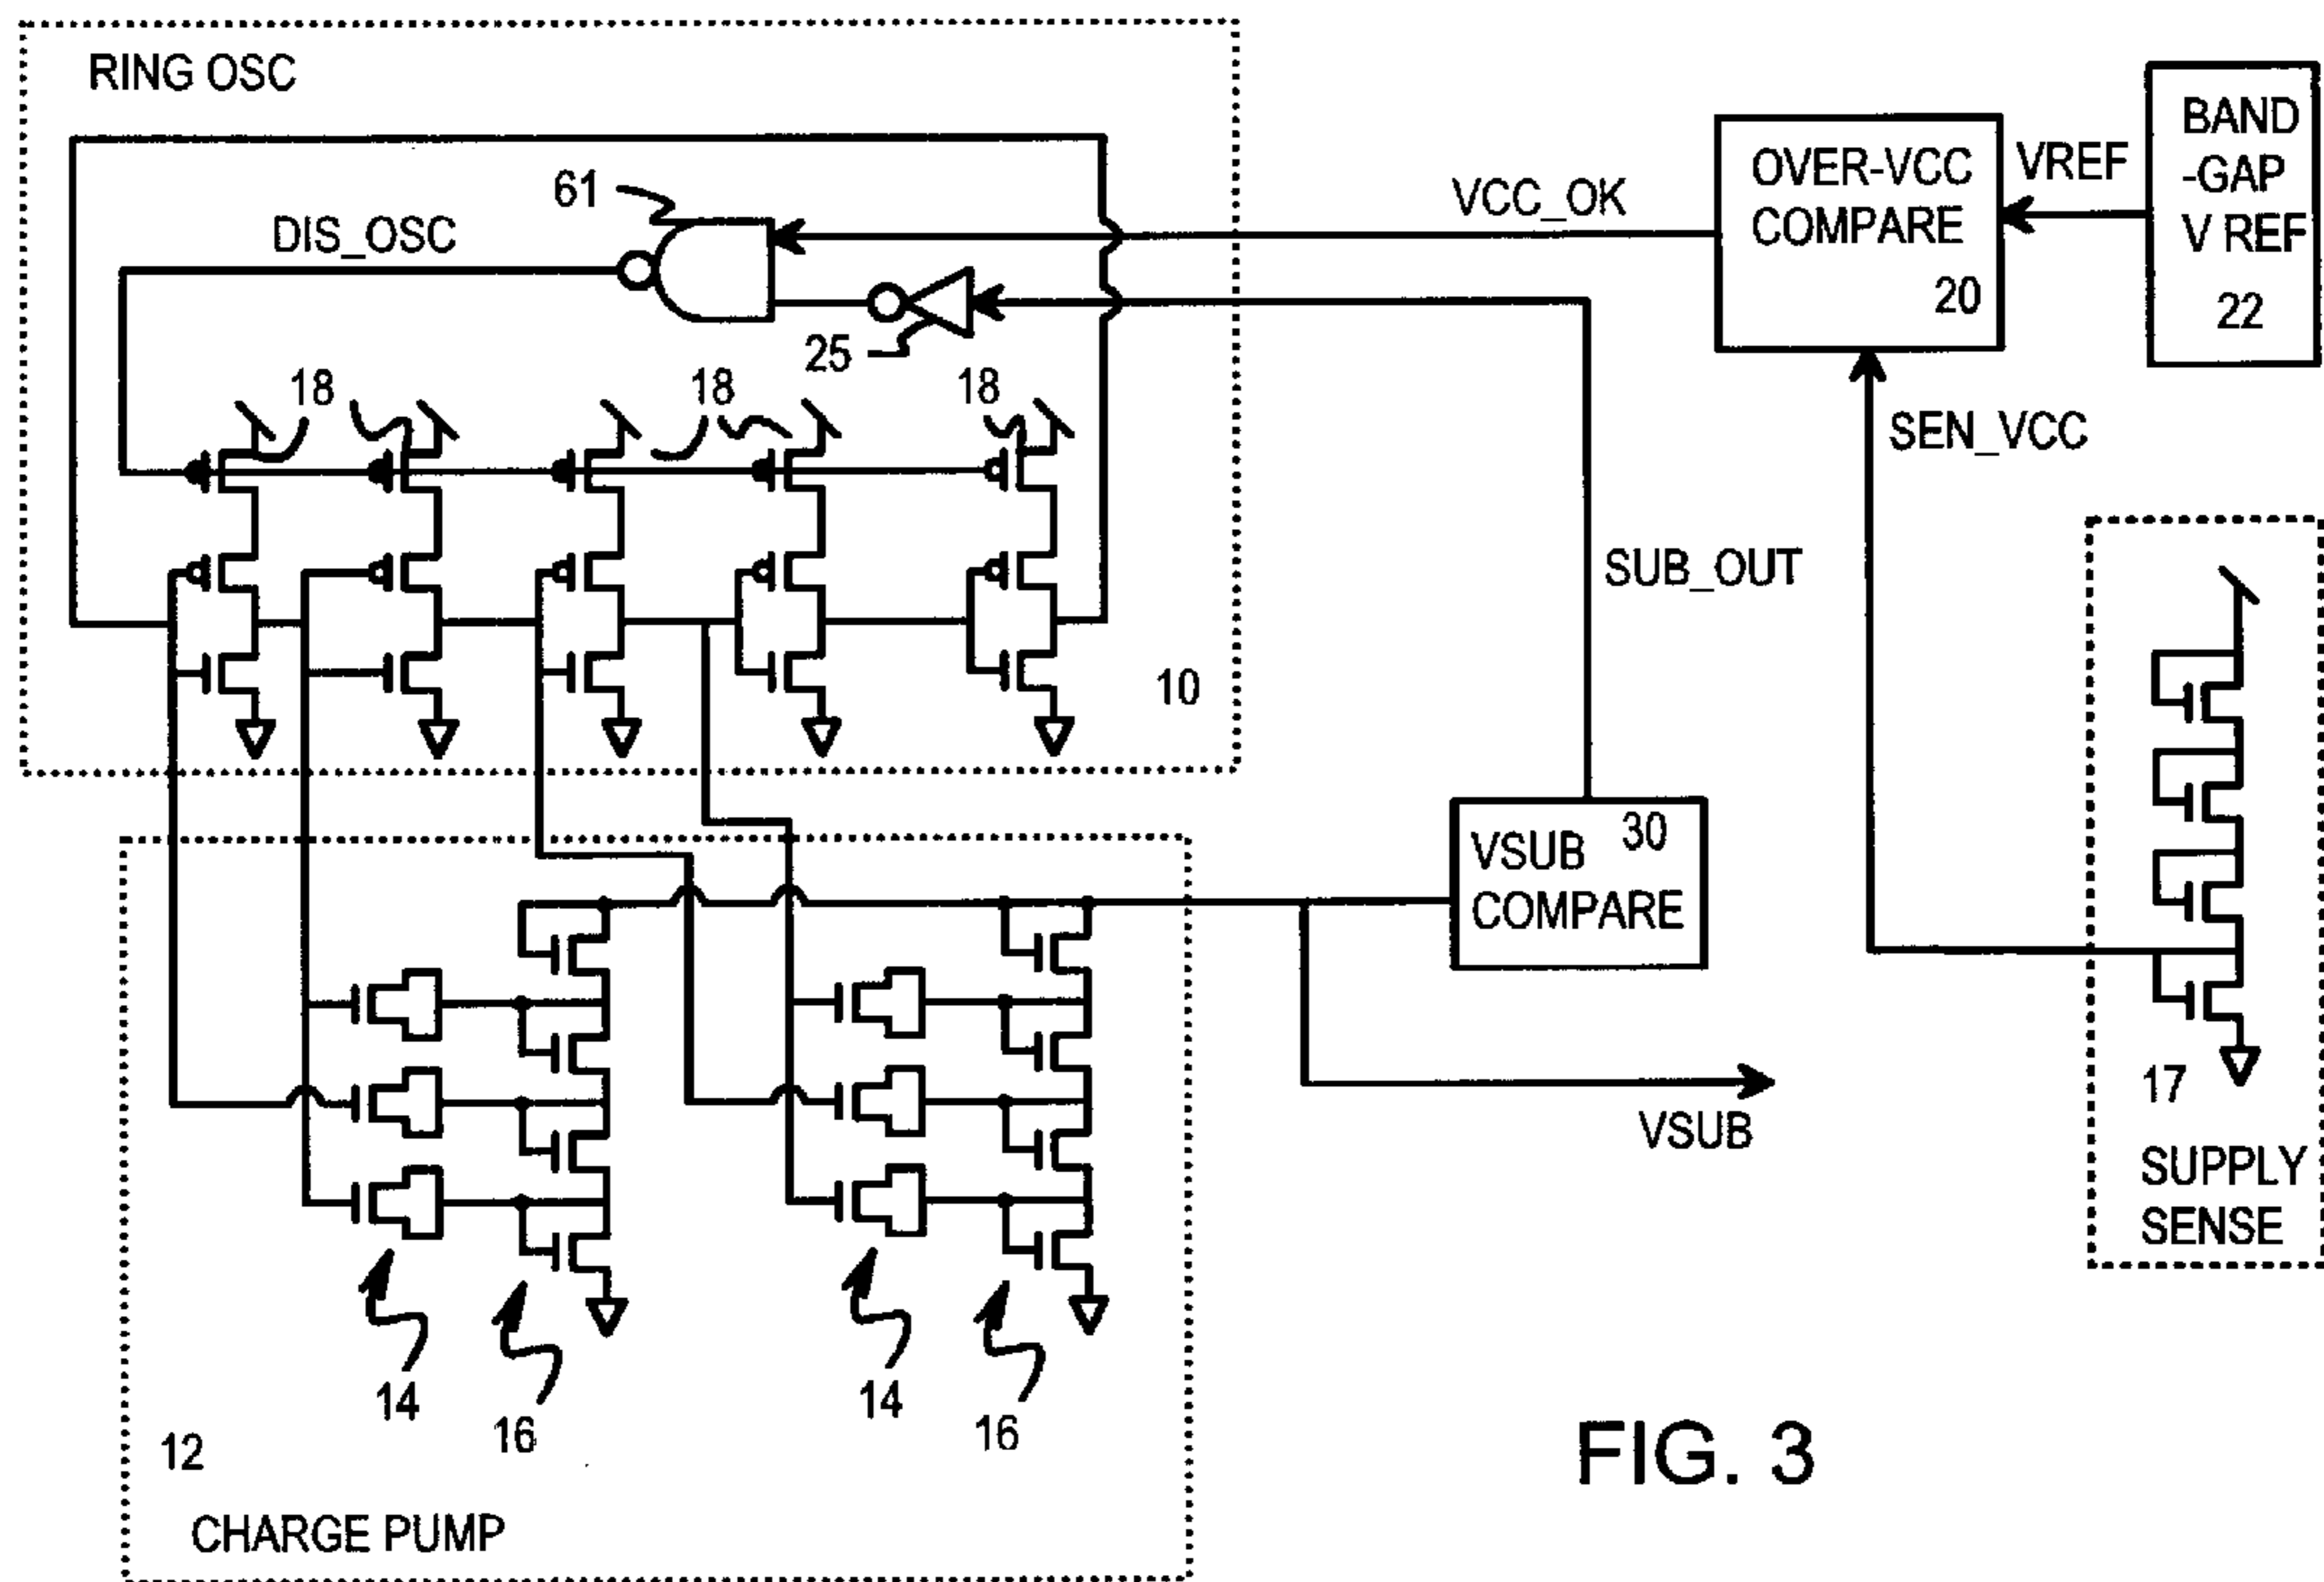 RING OSC
61
DIS_OSC
25
18
18
18
10
VCC_OK
OVER-VCC
COMPARE
20
VREF
BAND
-GAP
V REF
22
SEN_VCC
SUB_OUT
VSUB
COMPARE
30
VSUB
17
SUPPLY
SENSE
14
16
14
16
12
CHARGE PUMP
FIG. 3